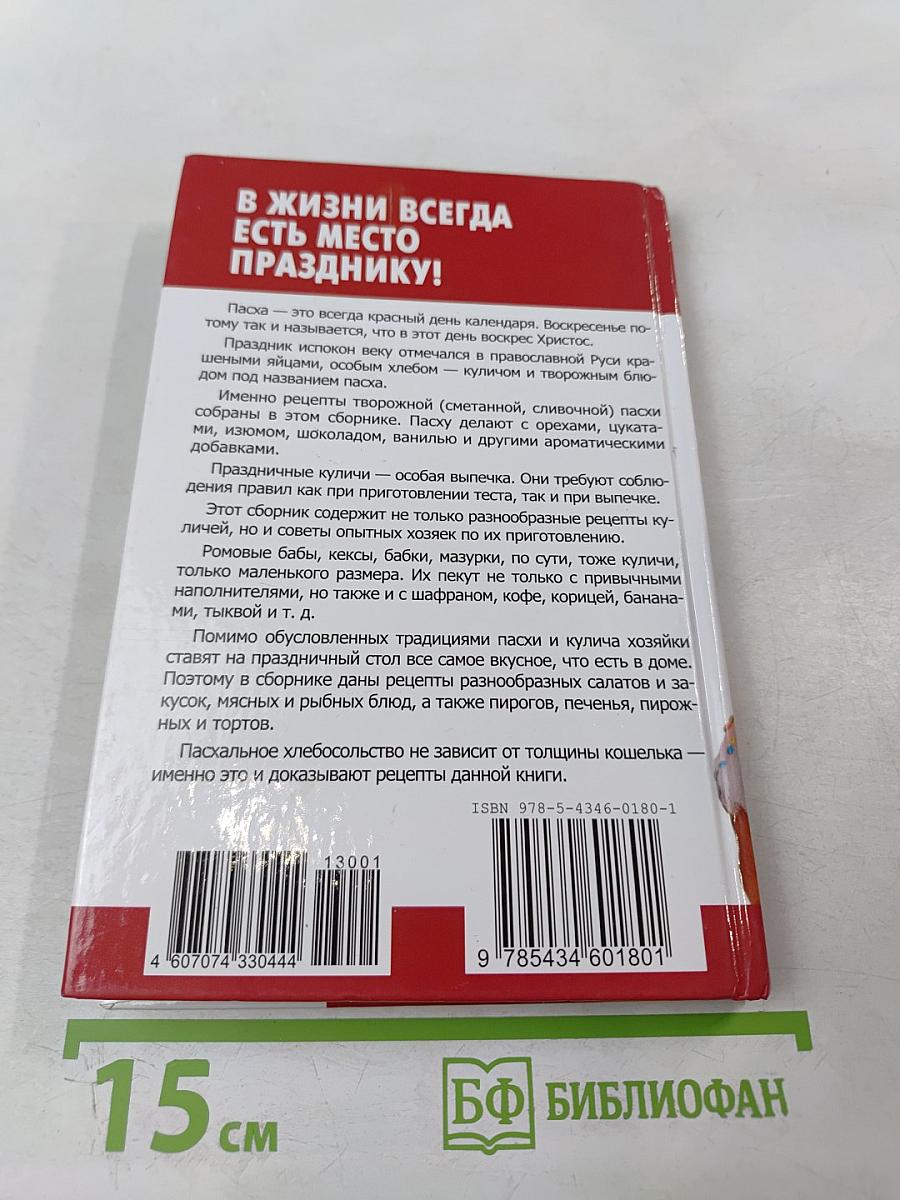 В ЖИЗНИ ВСЕГДА
ЕСТЬ МЕСТО
ПРАЗДНИКУ!
Пасха — это всегда красный день календаря. Воскресенье по-
тому так и называется, что в этот день воскрес Христос.
Праздник испокон веку отмечался в православной Руси кра-
шеными яйцами, особым хлебом — куличом и творожным блю-
дом под названием пасха.
Именно рецепты творожной (сметанной, сливочной) пасхи
собраны в этом сборнике. Пасху делают с орехами, цуката-
ми, изюмом, шоколадом, ванилью и другими ароматическими
добавками.
Праздничные куличи — особая выпечка. Они требуют соблю-
дения правил как при приготовлении теста, так и при выпечке.
Этот сборник содержит не только разнообразные рецепты ку-
личей, но и советы опытных хозяек по их приготовлению.
Ромовые бабы, кексы, бабки, мазурки, по сути, тоже куличи,
только маленького размера. Их пекут не только с привычными
наполнителями, но также и с шафраном, кофе, корицей, банана-
ми, тыквой и т. д.
Помимо обусловленных традициями пасхи и кулича хозяйки
ставят на праздничный стол все самое вкусное, что есть в доме.
Поэтому в сборнике даны рецепты разнообразных салатов и за-
кусок, мясных и рыбных блюд, а также пирогов, печенья, пирож-
ных и тортов.
Пасхальное хлебосольство не зависит от толщины кошелька —
именно это и доказывают рецепты данной книги.
ISBN 978-5-4346-0180-1
13001
4 607074 330444
9 785434 601801
15 см
БФ БИБЛИОФАН